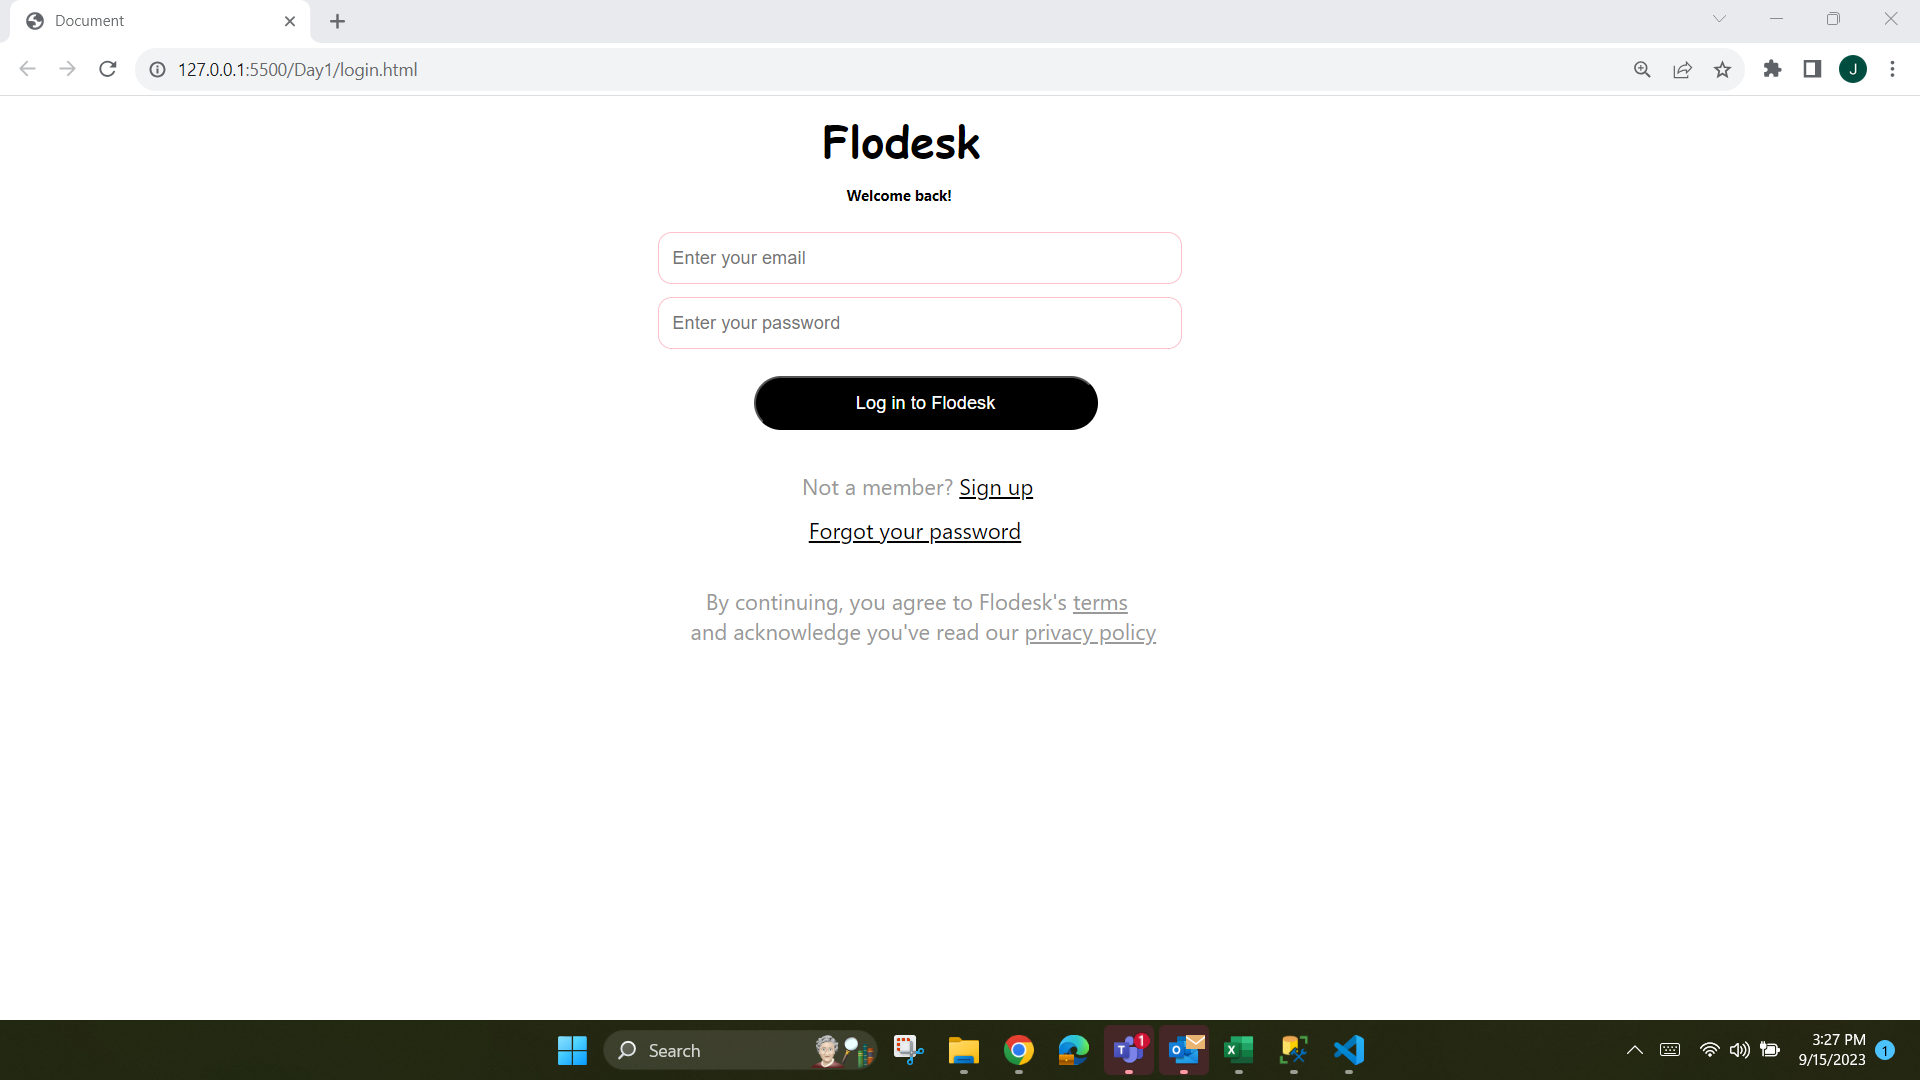 Document
127.0.0.1:5500/Day1/login.html
J
Flodesk
Welcome back!
Enter your email
Enter your password
Log in to Flodesk
Not a member? Sign up
Forgot your password
By continuing, you agree to Flodesk's terms
and acknowledge you've read our privacy policy
Search
1
3:27 PM
9/15/2023
1